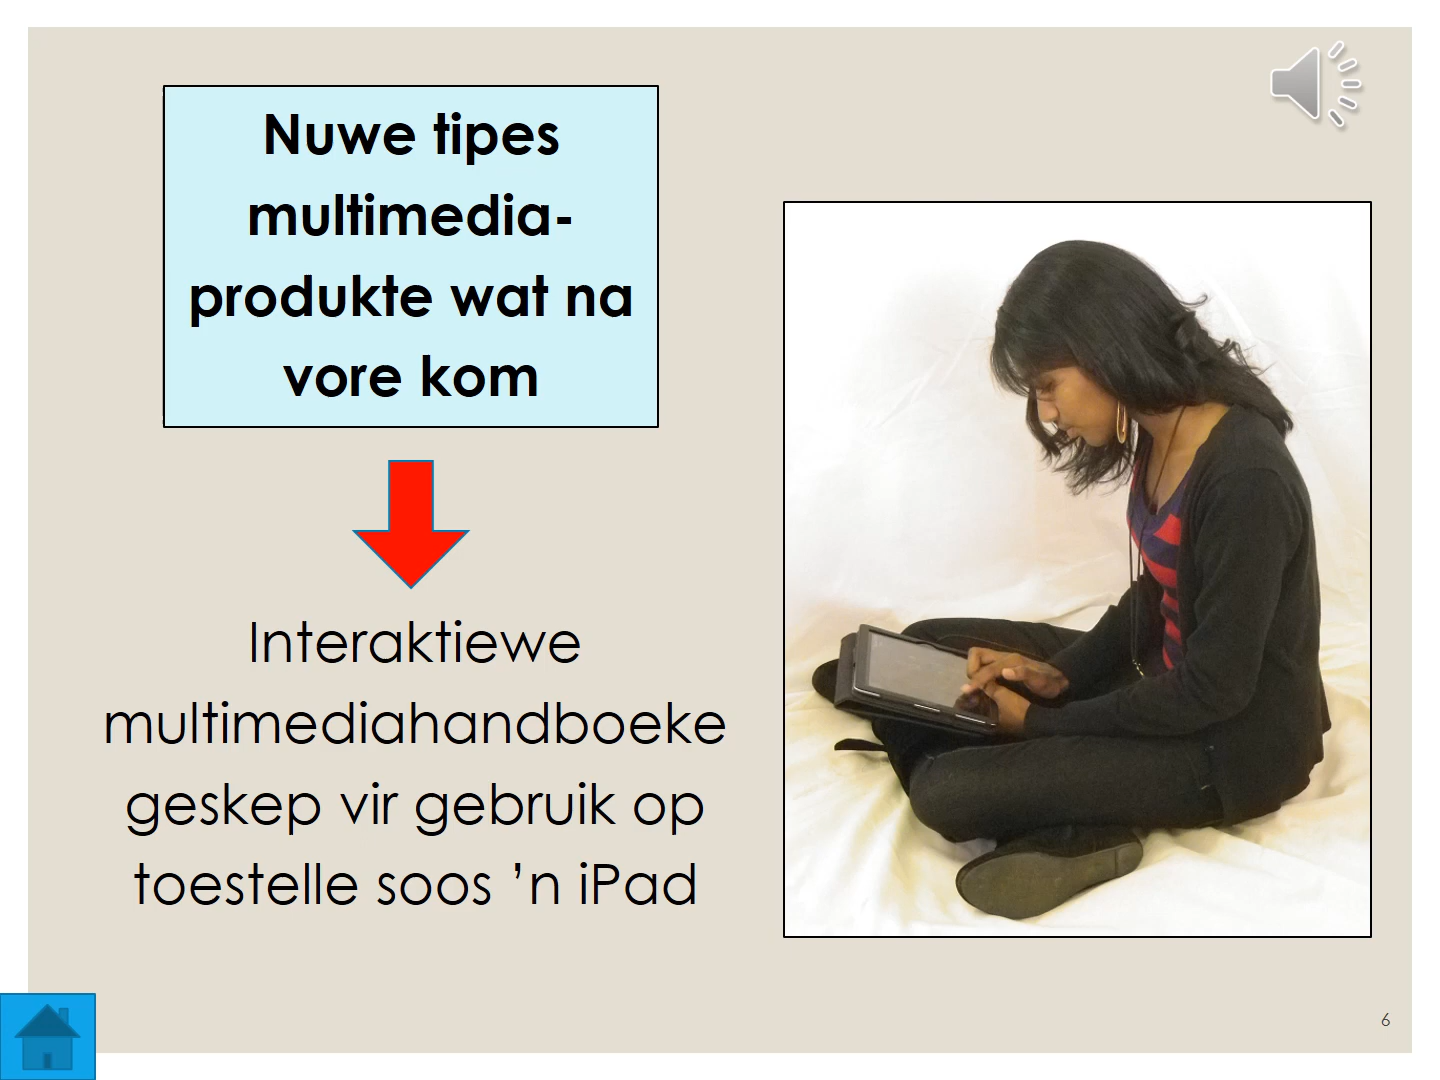 Nuwe tipes
multimedia-
produkte wat na
vore kom
Interaktiewe
multimediahandboeke
geskep vir gebruik op
toestelle soos ’n iPad
6